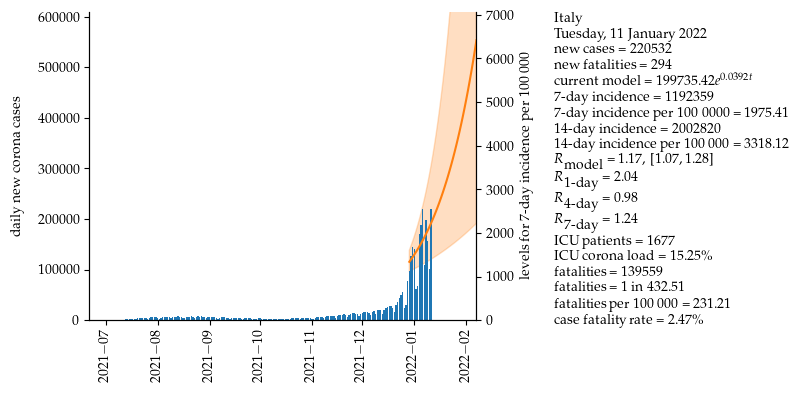 600000
500000
400000
300000
200000
100000
0
daily new corona cases
7000
6000
5000
4000
3000
2000
1000
0
levels for 7-day incidence per 100 000
2021−07
2021−08
2021−09
2021−10
2021−11
2021−12
2022−01
2022−02
Italy
Tuesday, 11 January 2022
new cases = 220532
new fatalities = 294
current model = 199735.42e^0.0392t
7-day incidence = 1192359
7-day incidence per 100 0000 = 1975.41
14-day incidence = 2002820
14-day incidence per 100 000 = 3318.12
R_model = 1.17, [1.07, 1.28]
R_1-day = 2.04
R_4-day = 0.98
R_7-day = 1.24
ICU patients = 1677
ICU corona load = 15.25%
fatalities = 139559
fatalities = 1 in 432.51
fatalities per 100 000 = 231.21
case fatality rate = 2.47%